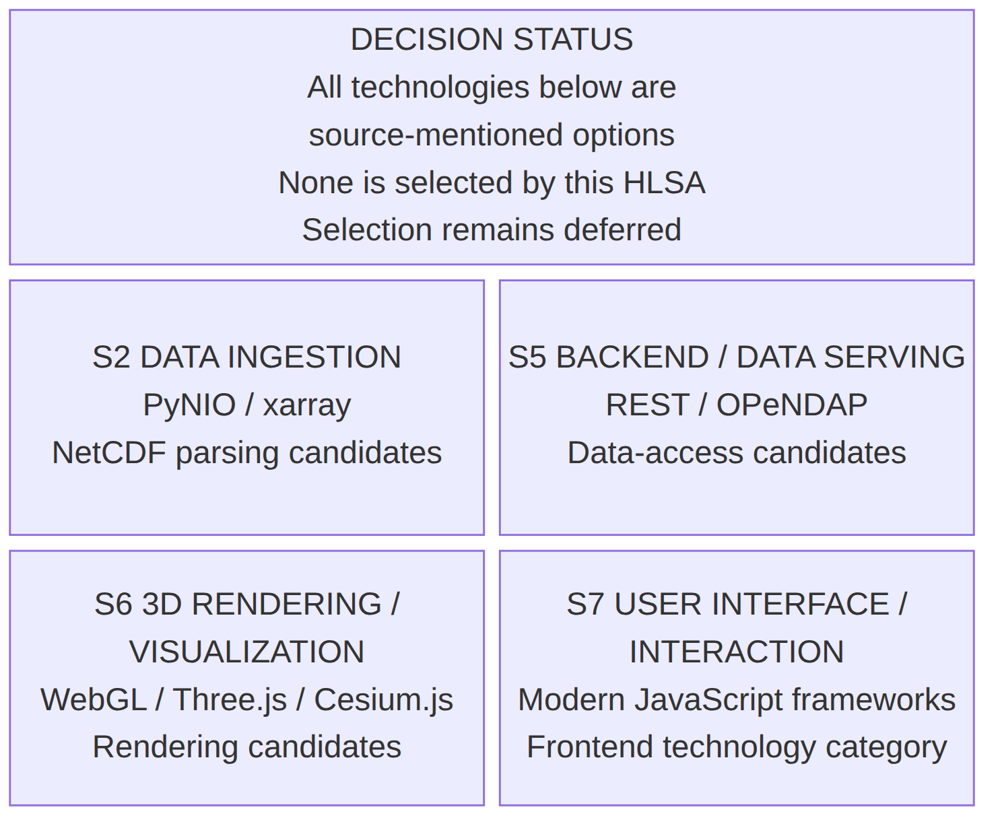 DECISION STATUS
All technologies below are
source-mentioned options
None is selected by this HLSA
Selection remains deferred
S2 DATA INGESTION
PyNIO / xarray
NetCDF parsing candidates
S5 BACKEND / DATA SERVING
REST / OPeNDAP
Data-access candidates
S6 3D RENDERING /
VISUALIZATION
WebGL / Three.js / Cesium.js
Rendering candidates
S7 USER INTERFACE /
INTERACTION
Modern JavaScript frameworks
Frontend technology category